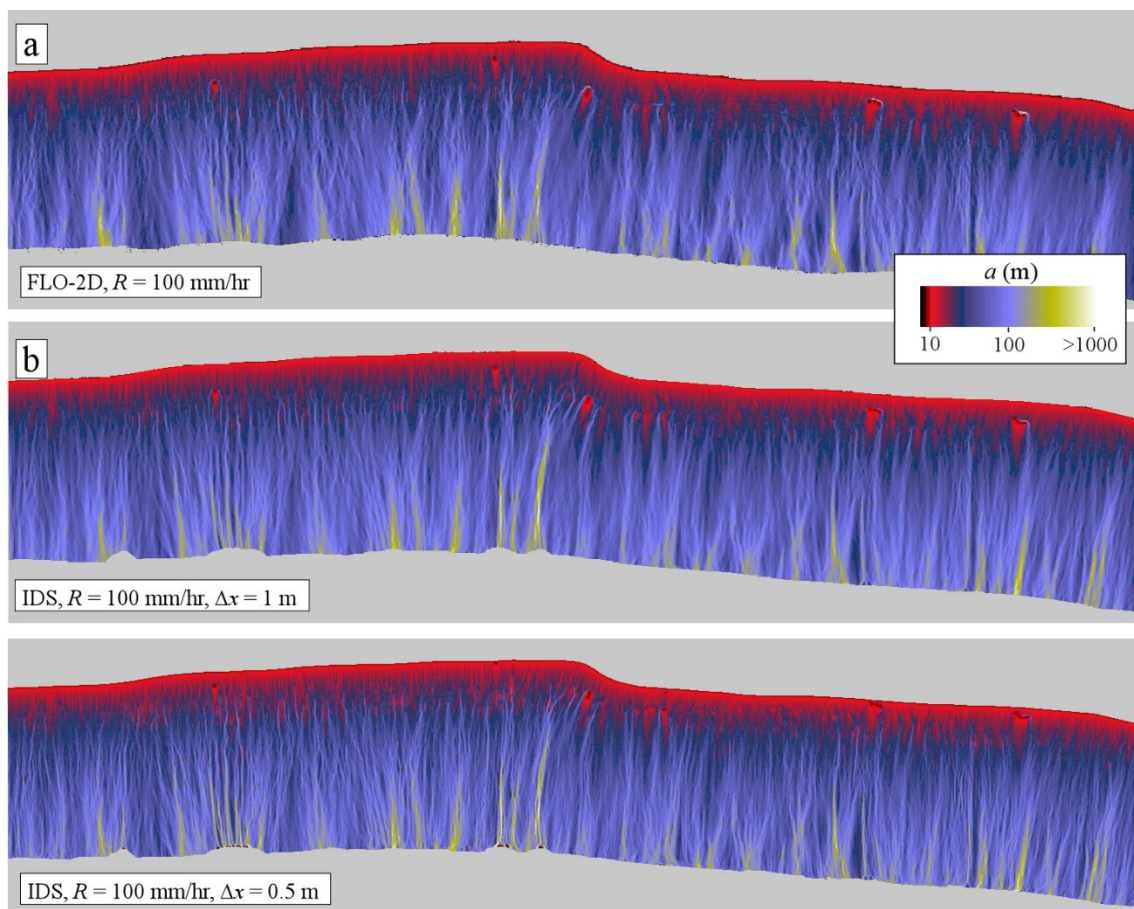 a
FLO-2D, R = 100 mm/hr
a (m)
10 100 >1000
b
IDS, R = 100 mm/hr, Δx = 1 m
IDS, R = 100 mm/hr, Δx = 0.5 m